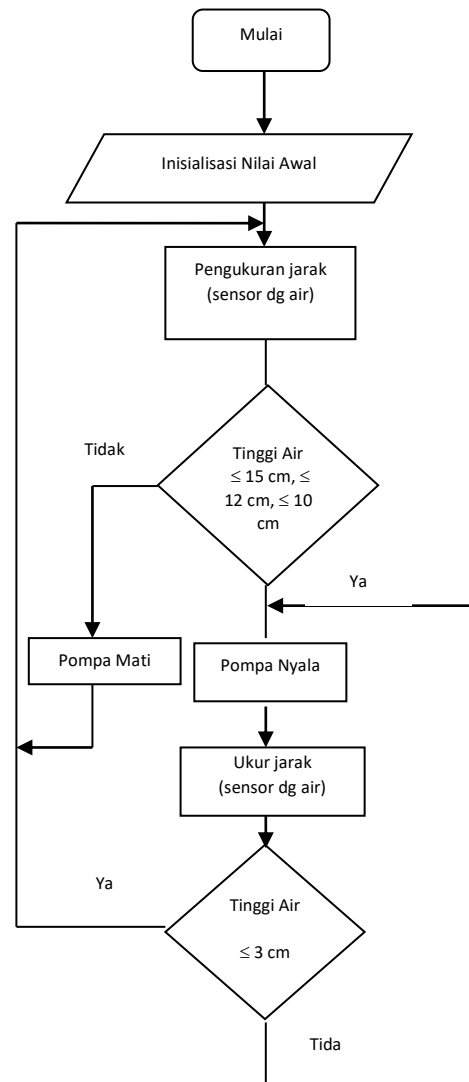 Mulai
Inisialisasi Nilai Awal
Pengukuran jarak
(sensor dg air)
Tidak
Tinggi Air
≤ 15 cm, ≤
12 cm, ≤ 10
cm
Ya
Pompa Mati
Pompa Nyala
Ukur jarak
(sensor dg air)
Ya
Tinggi Air
≤ 3 cm
Tida